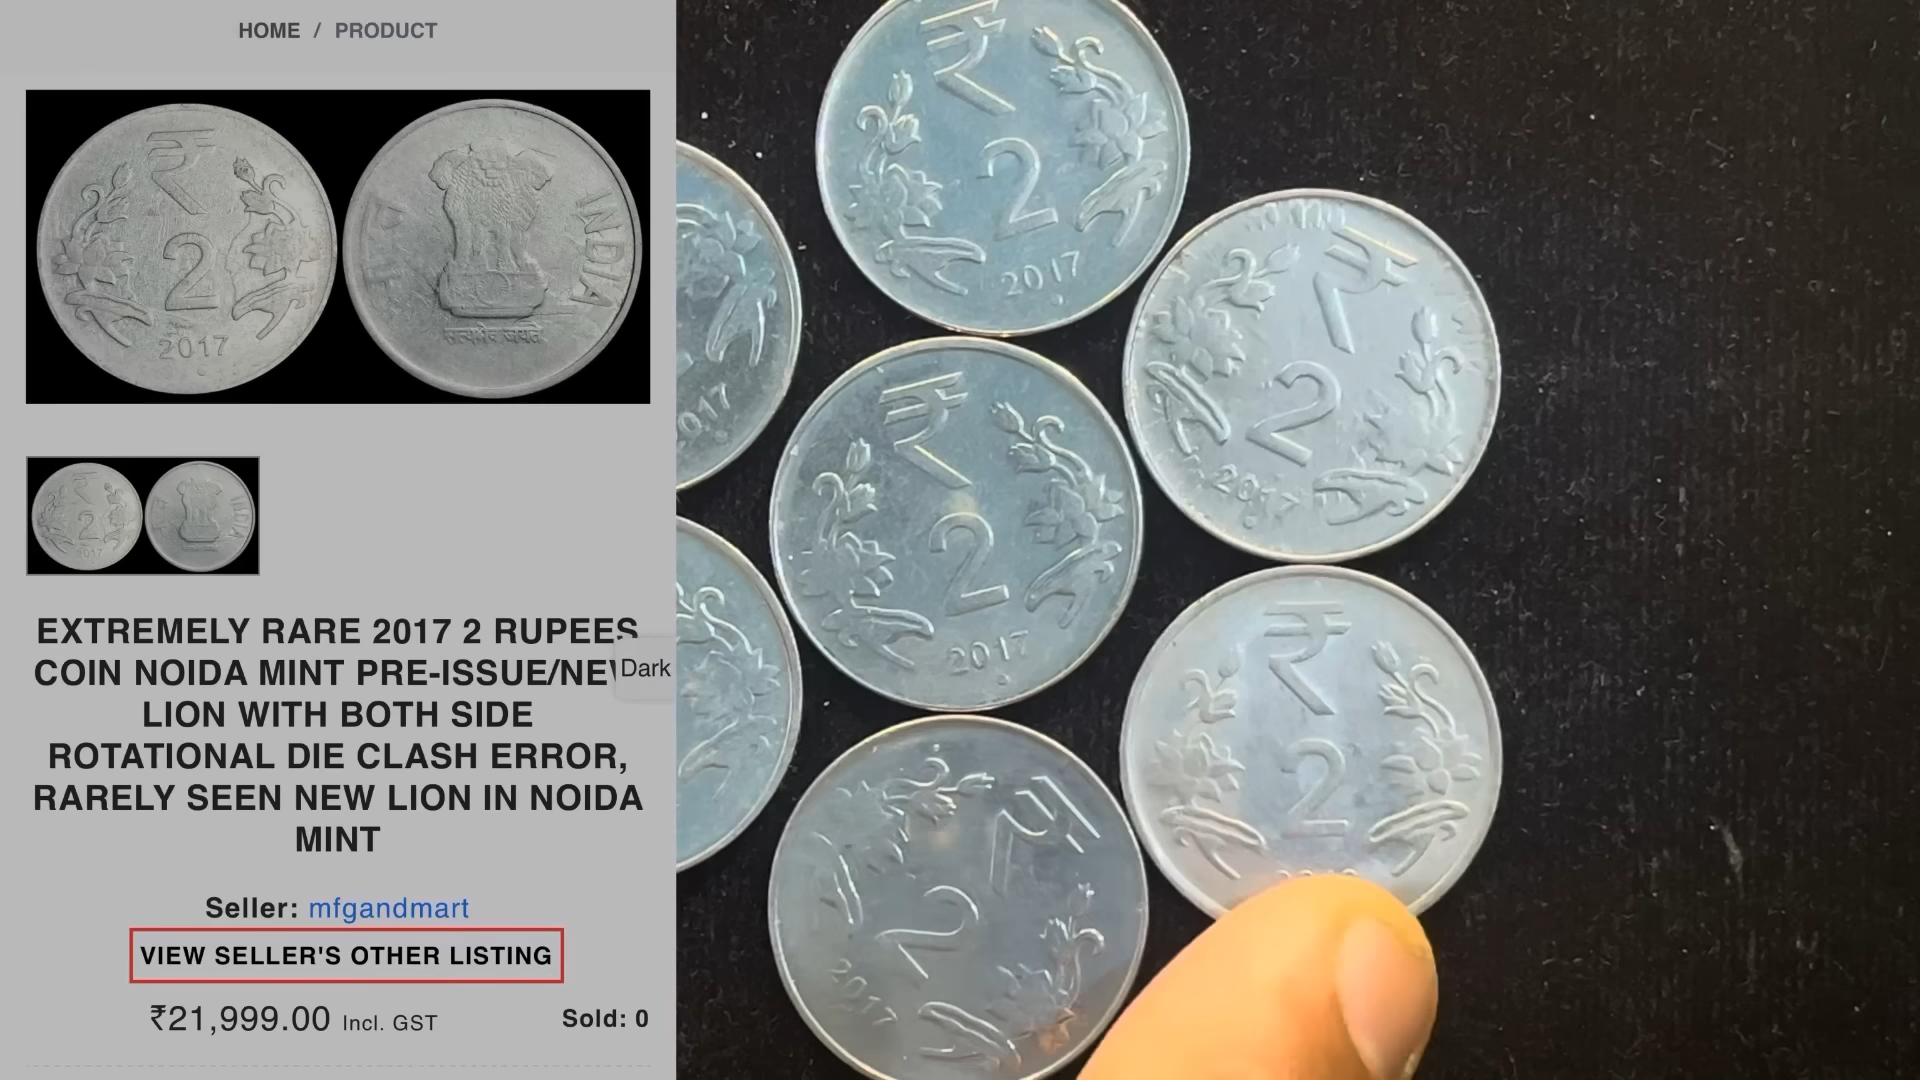 HOME / PRODUCT
₹
2
2017
INDIA
सत्यमेव जयते
₹
2
2017
INDIA
EXTREMELY RARE 2017 2 RUPEES
COIN NOIDA MINT PRE-ISSUE/NE
Dark
LION WITH BOTH SIDE
ROTATIONAL DIE CLASH ERROR,
RARELY SEEN NEW LION IN NOIDA
MINT
Seller: mfgandmart
VIEW SELLER'S OTHER LISTING
₹21,999.00 Incl. GST
Sold: 0
₹
2
2017
₹
2
2017
₹
2
2017
₹
2
₹
2
2017